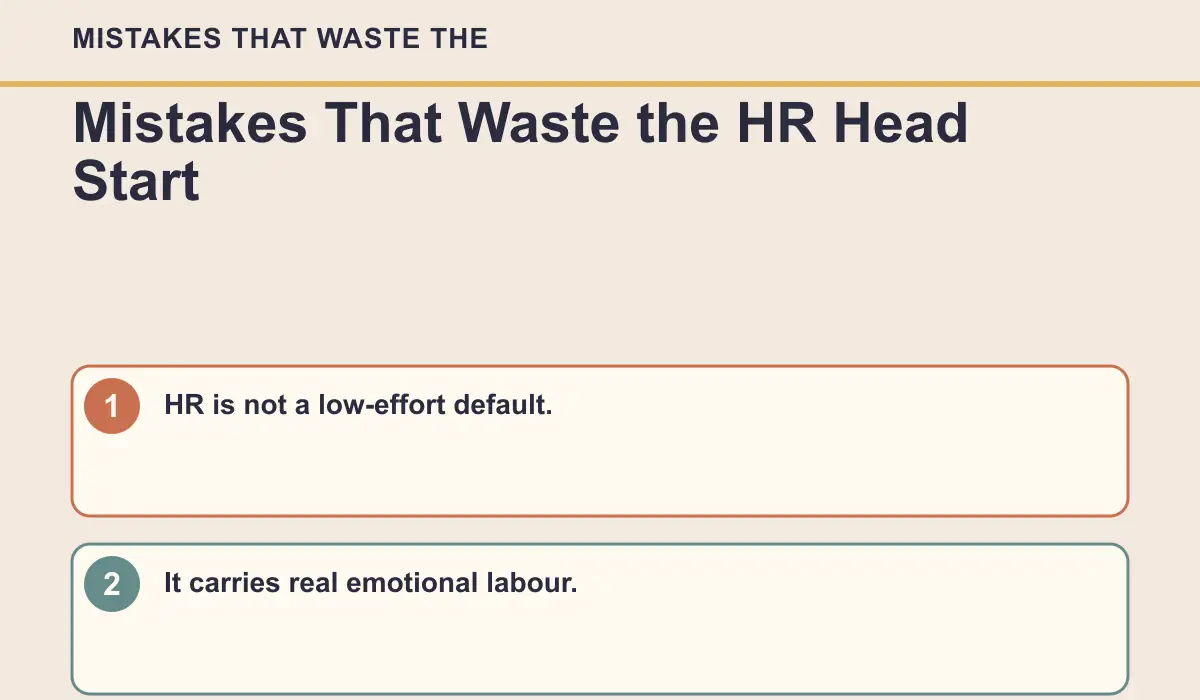 MISTAKES THAT WASTE THE
Mistakes That Waste the HR Head
Start
1
HR is not a low-effort default.
2
It carries real emotional labour.